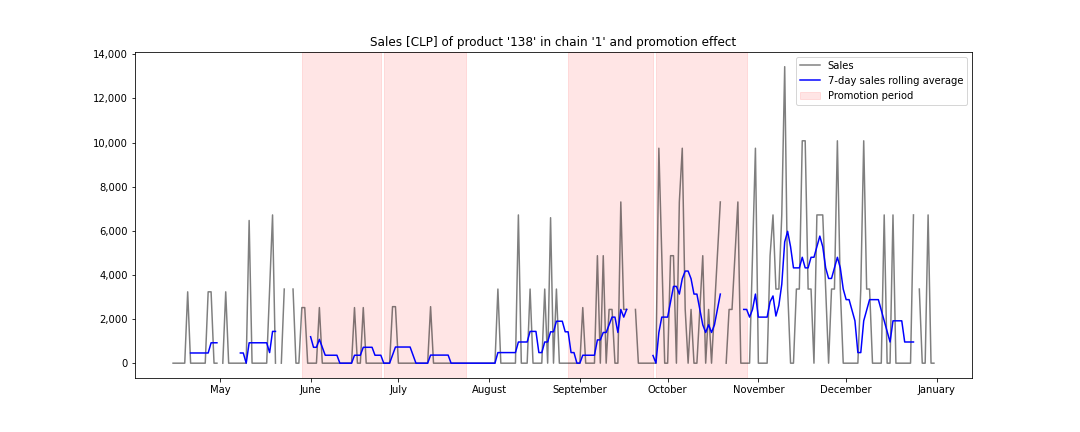 Sales [CLP] of product '138' in chain '1' and promotion effect
14,000
12,000
10,000
8,000
6,000
4,000
2,000
0
Sales
7-day sales rolling average
Promotion period
May June July August September October November December January